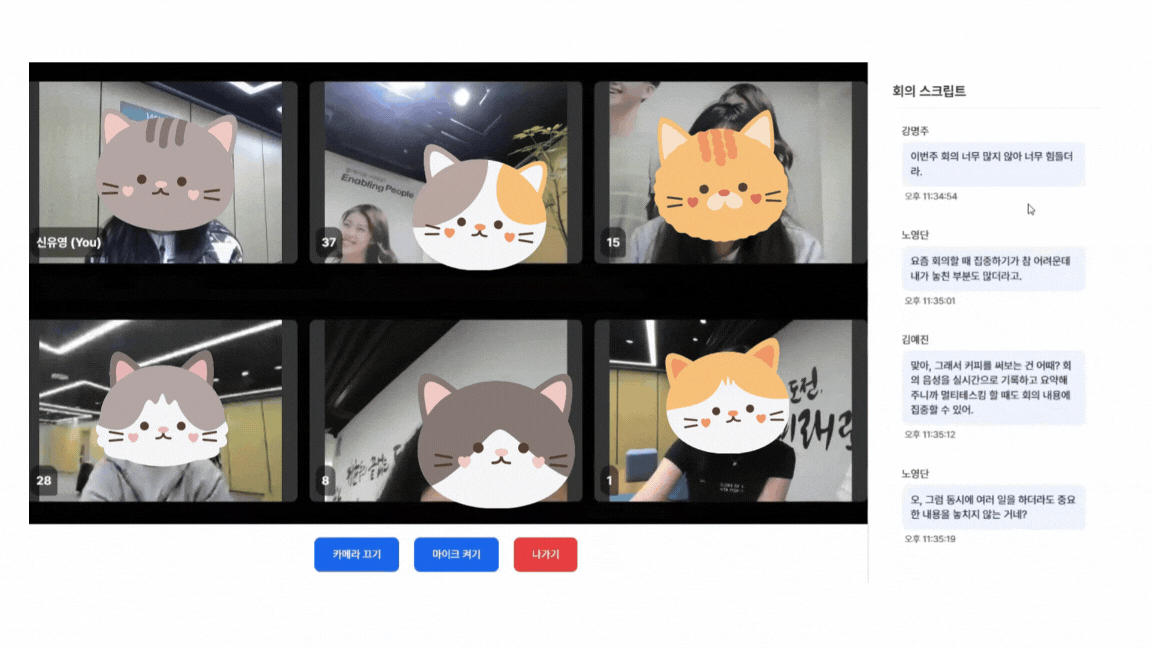 Enabling People
신유영 (You)
37
15
도전,
28
8
1
카메라 끄기
마이크 켜기
나가기
회의 스크립트
강명주
이번주 회의 너무 많지 않아 너무 힘들더
라.
오후 11:34:54
노영단
요즘 회의할 때 집중하기가 참 어려운데
내가 놓친 부분도 많더라고.
오후 11:35:01
김예진
맞아, 그래서 커피를 써보는 건 어때? 회
의 음성을 실시간으로 기록하고 요약해
주니까 멀티테스킹 할 때도 회의 내용에
집중할 수 있어.
오후 11:35:12
노영단
오, 그럼 동시에 여러 일을 하더라도 중요
한 내용을 놓치지 않는 거네?
오후 11:35:19